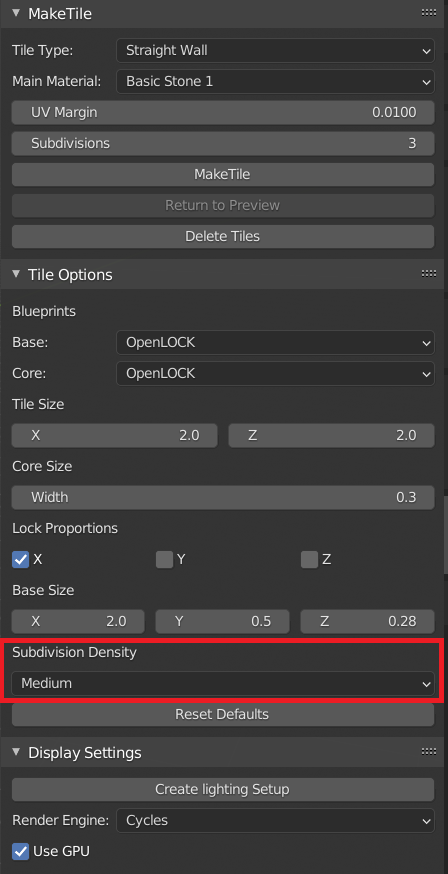 MakeTile
Tile Type: Straight Wall
Main Material: Basic Stone 1
UV Margin 0.0100
Subdivisions 3
MakeTile
Return to Preview
Delete Tiles
Tile Options
Blueprints
Base: OpenLOCK
Core: OpenLOCK
Tile Size
X 2.0 Z 2.0
Core Size
Width 0.3
Lock Proportions
X Y Z
Base Size
X 2.0 Y 0.5 Z 0.28
Subdivision Density
Medium
Reset Defaults
Display Settings
Create lighting Setup
Render Engine: Cycles
Use GPU